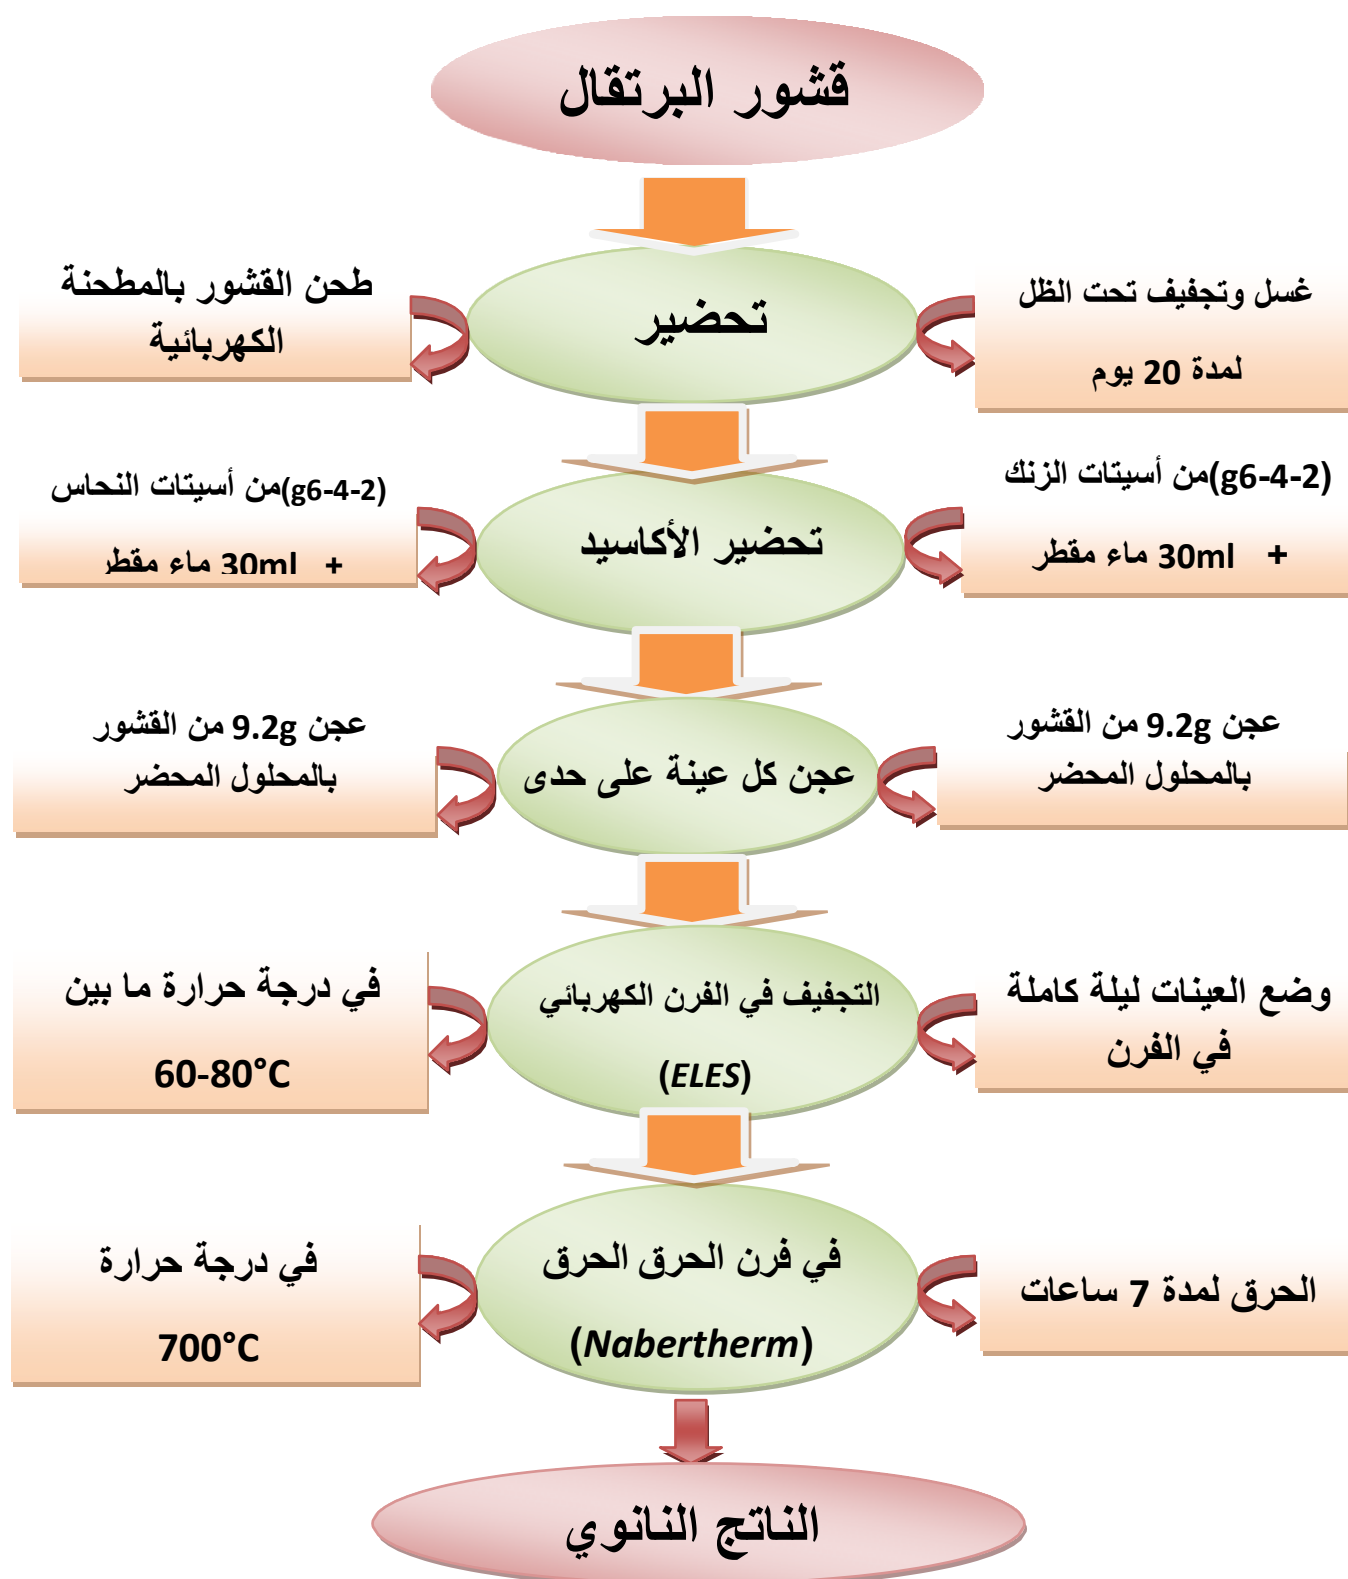 قشور البرتقال
غسل وتجفيف تحت الظل
لمدة 20 يوم
تحضير
طحن القشور بالمطحنة
الكهربائية
(g6-4-2)من أسيتات الزنك
+ 30ml ماء مقطر
تحضير الأكاسيد
(g6-4-2)من أسيتات النحاس
+ 30ml ماء مقطر
عجن 9.2g من القشور
بالمحلول المحضر
عجن كل عينة على حدى
عجن 9.2g من القشور
بالمحلول المحضر
وضع العينات ليلة كاملة
في الفرن
التجفيف في الفرن الكهربائي
(ELES)
في درجة حرارة ما بين
60-80°C
الحرق لمدة 7 ساعات
في فرن الحرق الحرق
(Nabertherm)
في درجة حرارة
700°C
الناتج النانوي